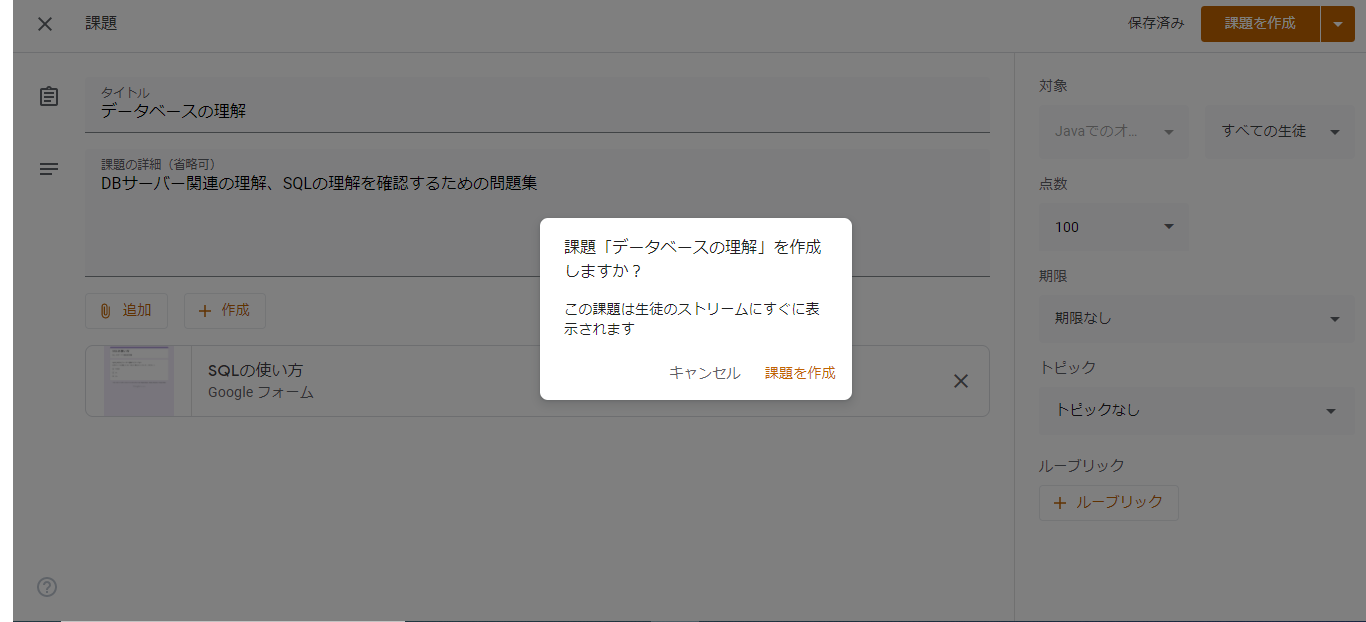 課題
保存済み
課題を作成
タイトル
データベースの理解
課題の詳細（省略可）
DBサーバー関連の理解、SQLの理解を確認するための問題集
追加
作成
SQLの使い方
Google フォーム
課題「データベースの理解」を作成
しますか？
この課題は生徒のストリームにすぐに表
示されます
キャンセル
課題を作成
対象
Javaでのオ...
すべての生徒
点数
100
期限
期限なし
トピック
トピックなし
ルーブリック
ルーブリック